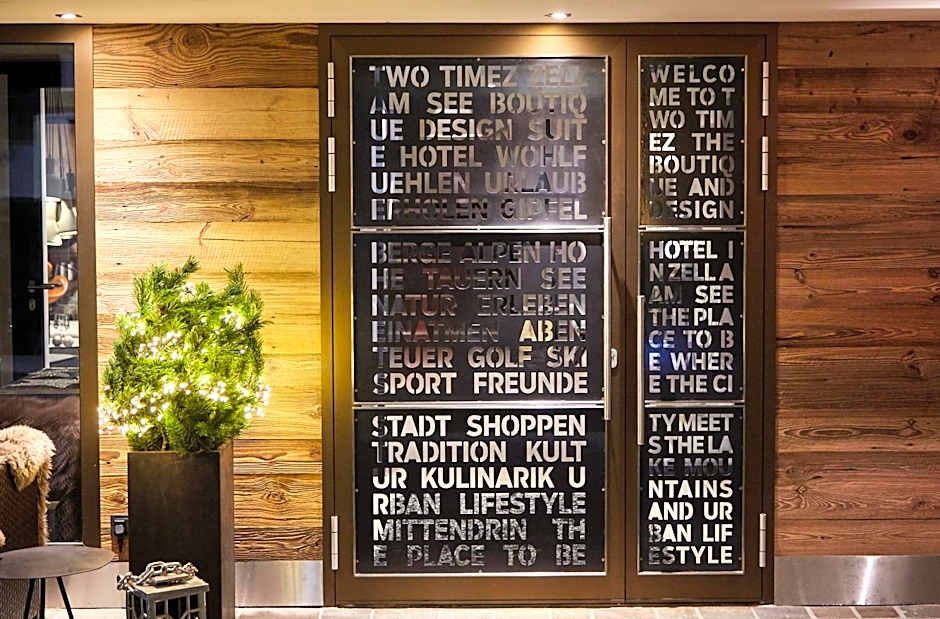 TWO TIMEZ ZELL
AM SEE BOUTIQ
UE DESIGN SUIT
E HOTEL WOHLF
UEHLEN URLAUB
ERHOLEN GIPFEL
BERGE ALPEN HO
HE TAUERN SEE
NATUR ERLEBEN
EINATMEN ABEN
TEUER GOLF SKI
SPORT FREUNDE
STADT SHOPPEN
TRADITION KULT
UR KULINARIK U
RBAN LIFESTYLE
MITTENDRIN TH
E PLACE TO BE
WELCO
ME TO T
WO TIM
EZ THE
BOUTIQ
UE AND
DESIGN
HOTEL I
N ZELL A
AM SEE
THE PLA
CE TO B
E WHER
E THE CI
TY MEET
S THE LA
KE MOU
NTAINS
AND UR
BAN LIF
ESTYLE